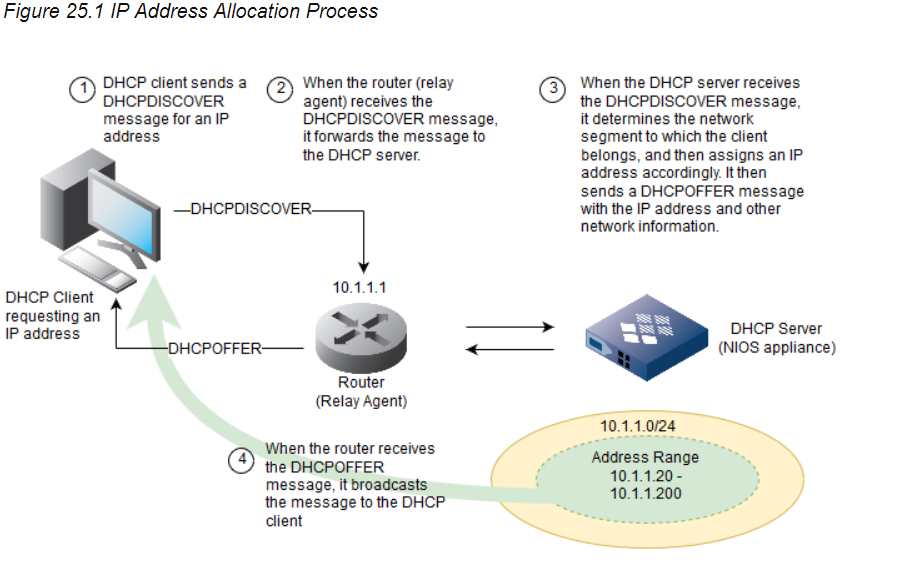 Figure 25.1 IP Address Allocation Process
1
DHCP client sends a
DHCPDISCOVER
message for an IP
address
2
When the router (relay
agent) receives the
DHCPDISCOVER message,
it forwards the message to
the DHCP server.
3
When the DHCP server receives
the DHCPDISCOVER message,
it determines the network
segment to which the client
belongs, and then assigns an IP
address accordingly. It then
sends a DHCPOFFER message
with the IP address and other
network information.
DHCPDISCOVER
10.1.1.1
DHCP Client
requesting an
IP address
DHCPOFFER
Router
(Relay Agent)
DHCP Server
(NIOS appliance)
4
When the router receives
the DHCPOFFER
message, it broadcasts
the message to the DHCP
client
10.1.1.0/24
Address Range
10.1.1.20 -
10.1.1.200